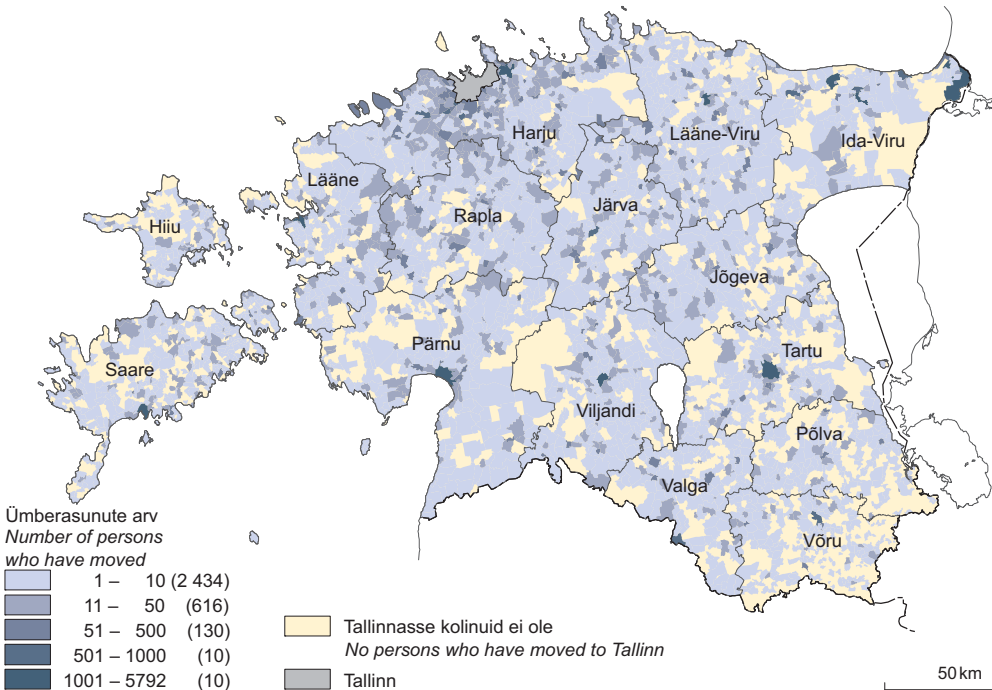 Harju
Lääne-Viru
Ida-Viru
Lääne
Hiiu
Rapla
Järva
Jõgeva
Saare
Pärnu
Tartu
Viljandi
Põlva
Valga
Võru
Ümberasunute arv
Number of persons
who have moved
1 – 10 (2 434)
11 – 50 (616)
51 – 500 (130)
501 – 1000 (10)
1001 – 5792 (10)
Tallinnasse kolinuid ei ole
No persons who have moved to Tallinn
Tallinn
50 km